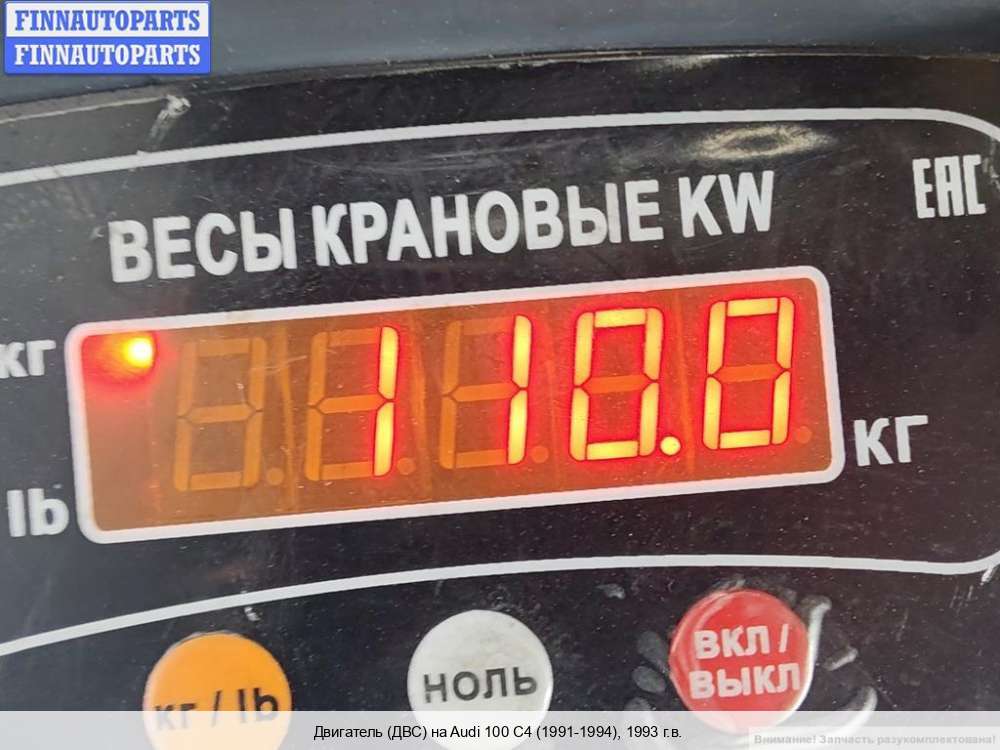 FINNAUTOPARTS
FINNAUTOPARTS
ВЕСЫ КРАНОВЫЕ KW
EAC
кг
110.0
кг
lb
кг / lb
НОЛЬ
ВКЛ /
ВЫКЛ
Двигатель (ДВС) на Audi 100 C4 (1991-1994), 1993 г.в.
Внимание! Запчасть разукомплектована!